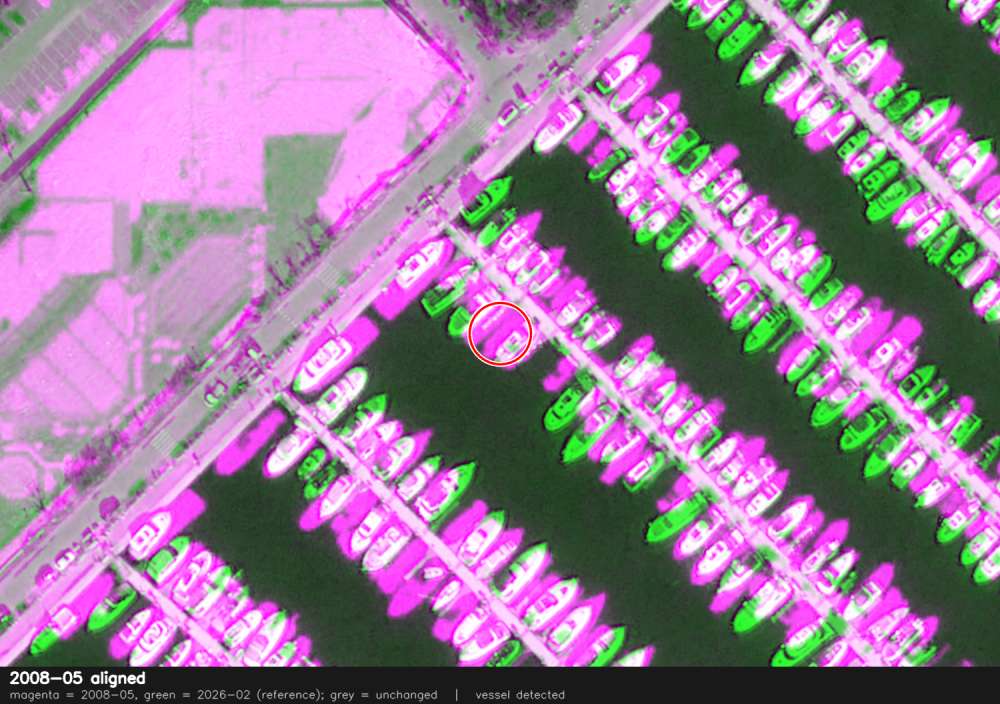 2008-05 aligned
magenta = 2008-05, green = 2026-02 (reference); grey = unchanged | vessel detected